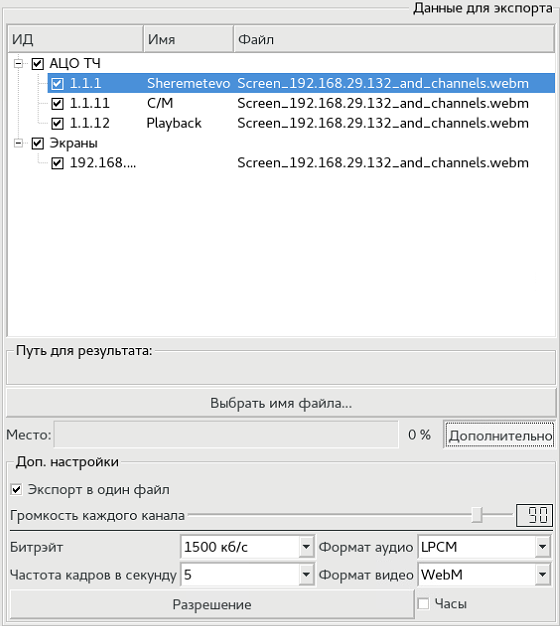 Данные для экспорта
ИД Имя Файл
АЦО ТЧ
1.1.1 Sheremetevo Screen_192.168.29.132_and_channels.webm
1.1.11 С/М Screen_192.168.29.132_and_channels.webm
1.1.12 Playback Screen_192.168.29.132_and_channels.webm
Экраны
192.168.... Screen_192.168.29.132_and_channels.webm
Путь для результата:
Выбрать имя файла...
Место: 0 % Дополнительно
Доп. настройки
Экспорт в один файл
Громкость каждого канала 90
Битрэйт 1500 кб/с Формат аудио LPCM
Частота кадров в секунду 5 Формат видео WebM
Разрешение Часы